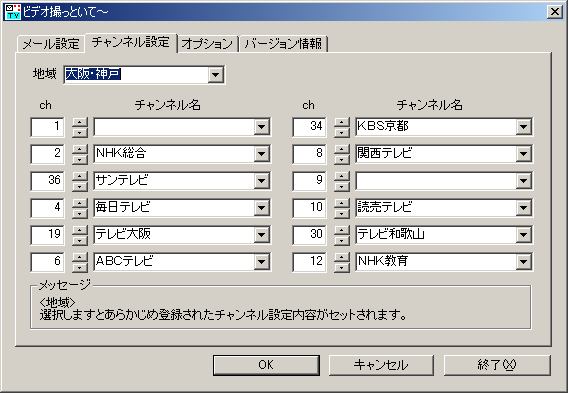 TV
ビデオ撮っといて～
メール設定 チャンネル設定 オプション バージョン情報
地域 大阪・神戸
ch チャンネル名 ch チャンネル名
1 34 KBS京都
2 NHK総合 8 関西テレビ
36 サンテレビ 9
4 毎日テレビ 10 読売テレビ
19 テレビ大阪 30 テレビ和歌山
6 ABCテレビ 12 NHK教育
メッセージ
<地域>
選択しますとあらかじめ登録されたチャンネル設定内容がセットされます。
OK キャンセル 終了(X)